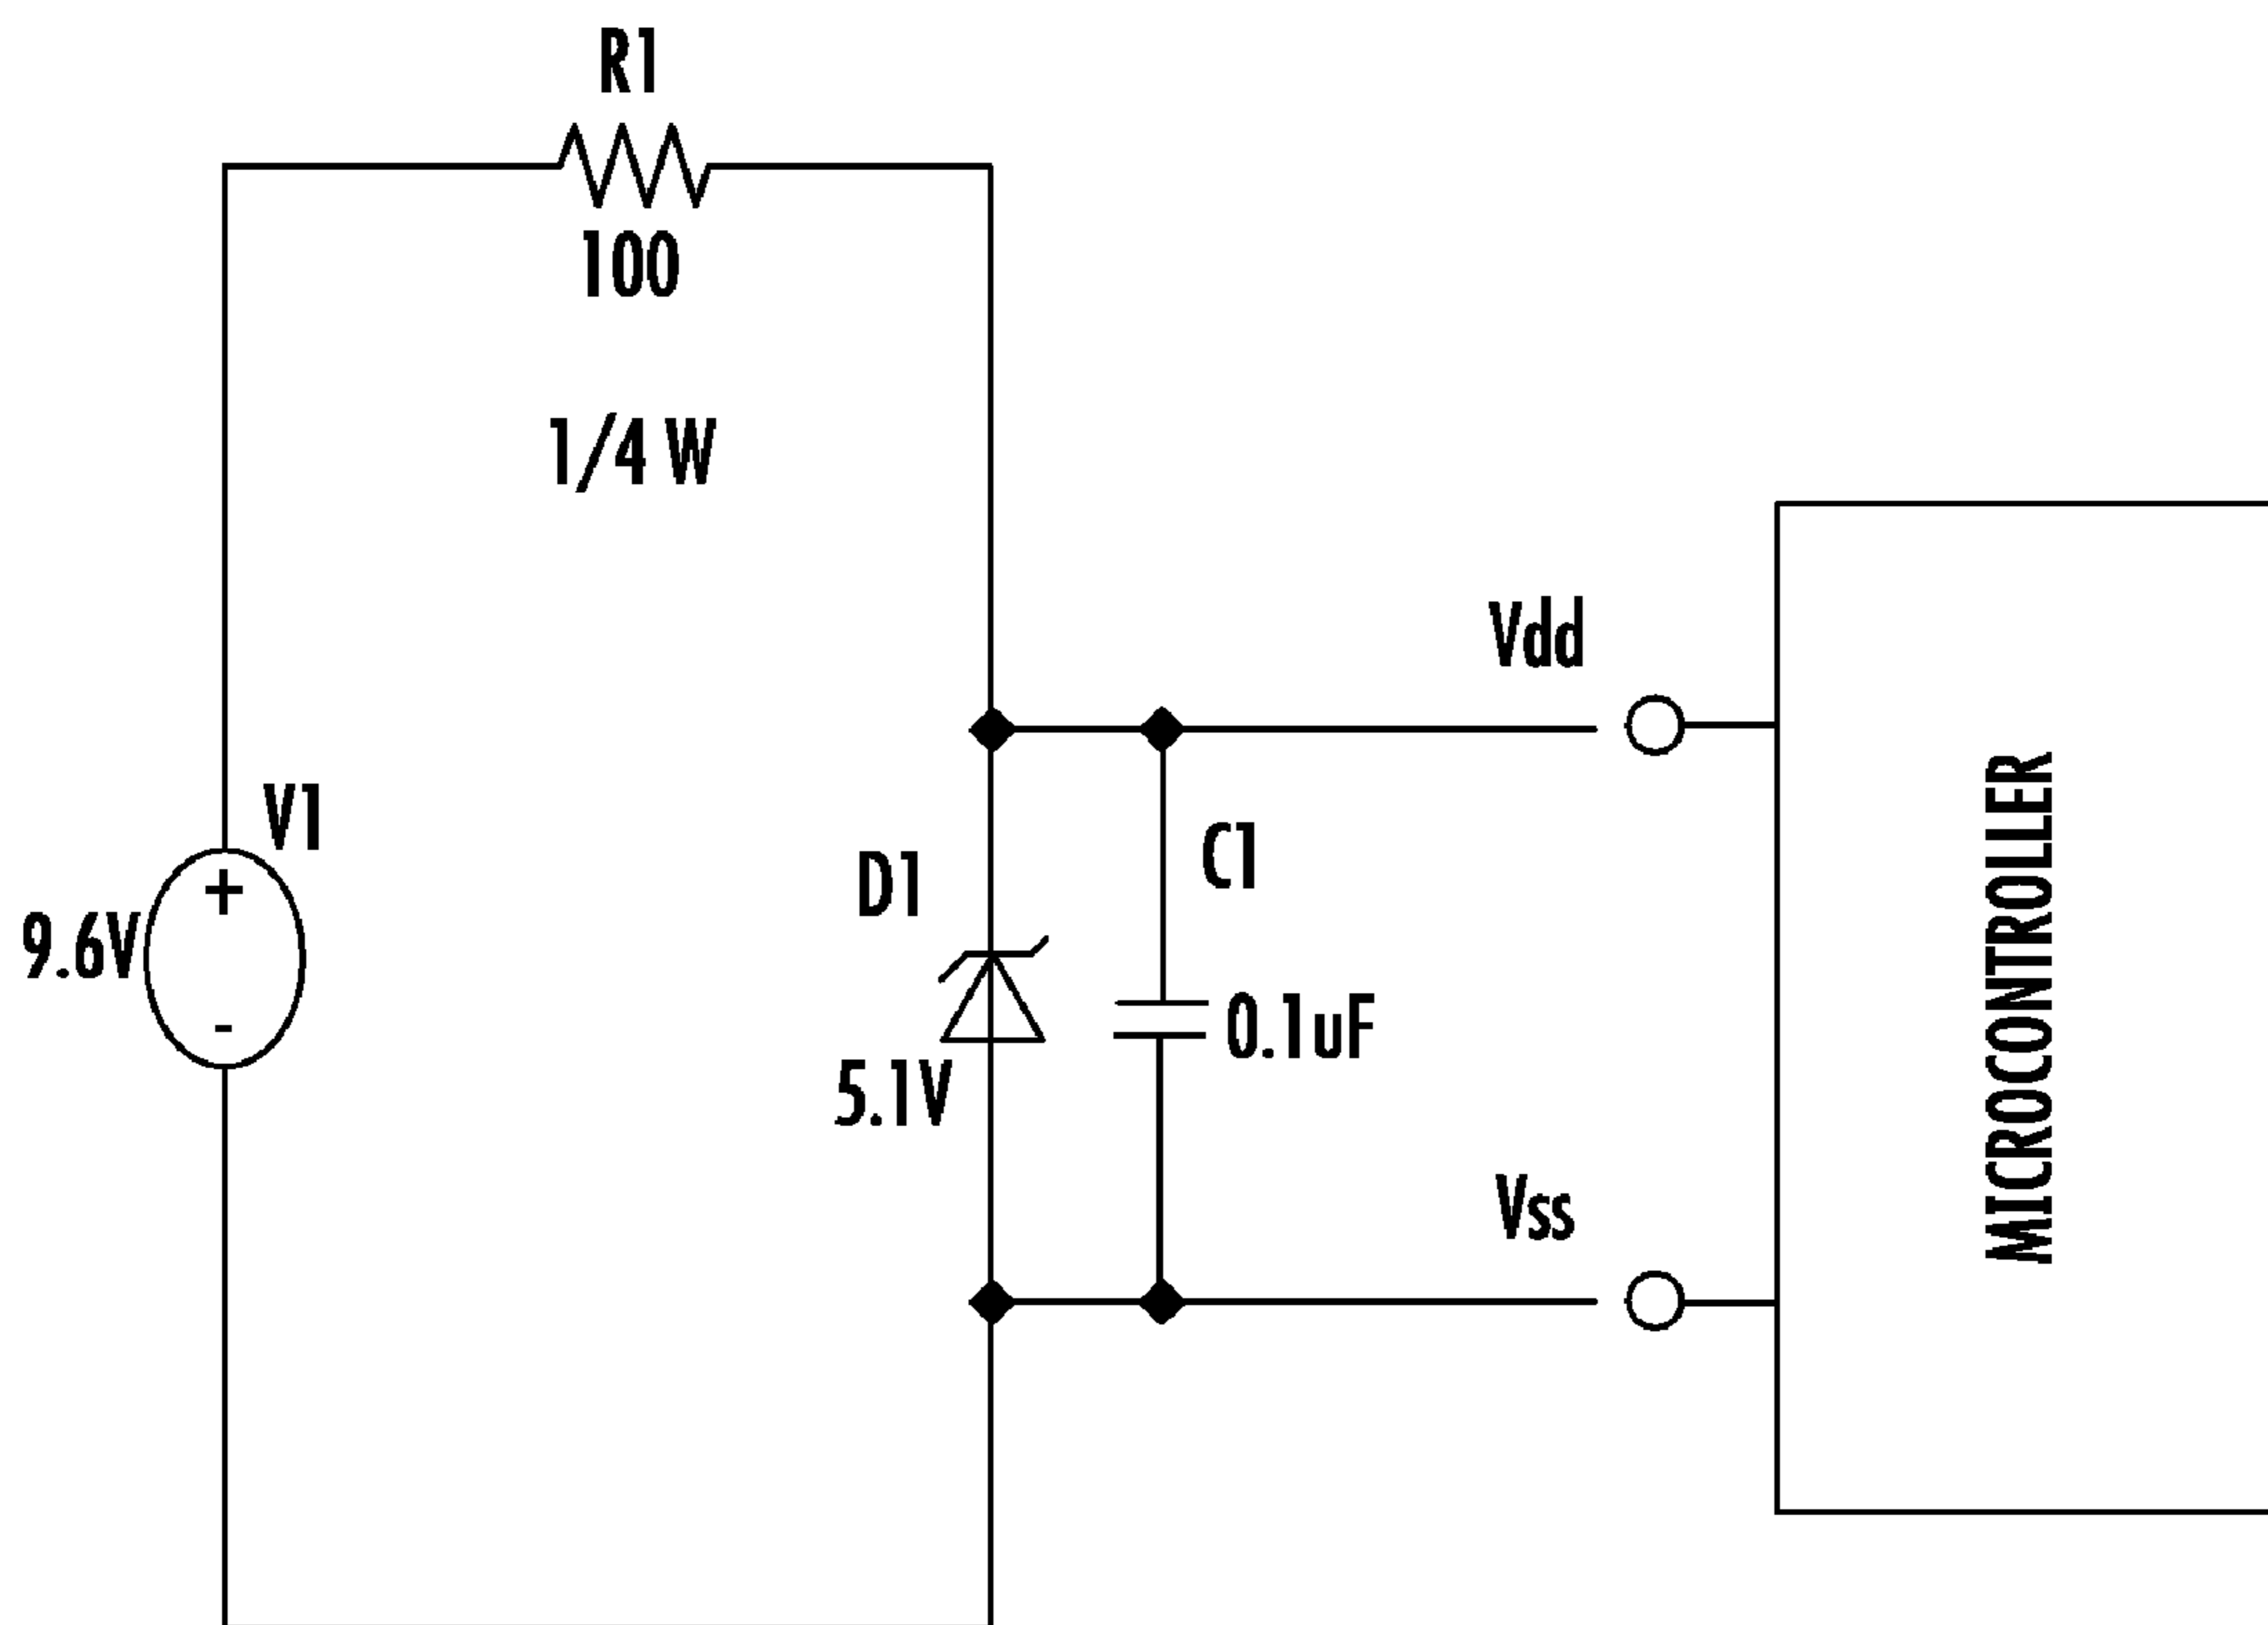 R1
100
1/4 W
Vdd
V1
+
9.6V
-
D1
C1
0.1uF
5.1V
Vss
MICROCONTROLLER